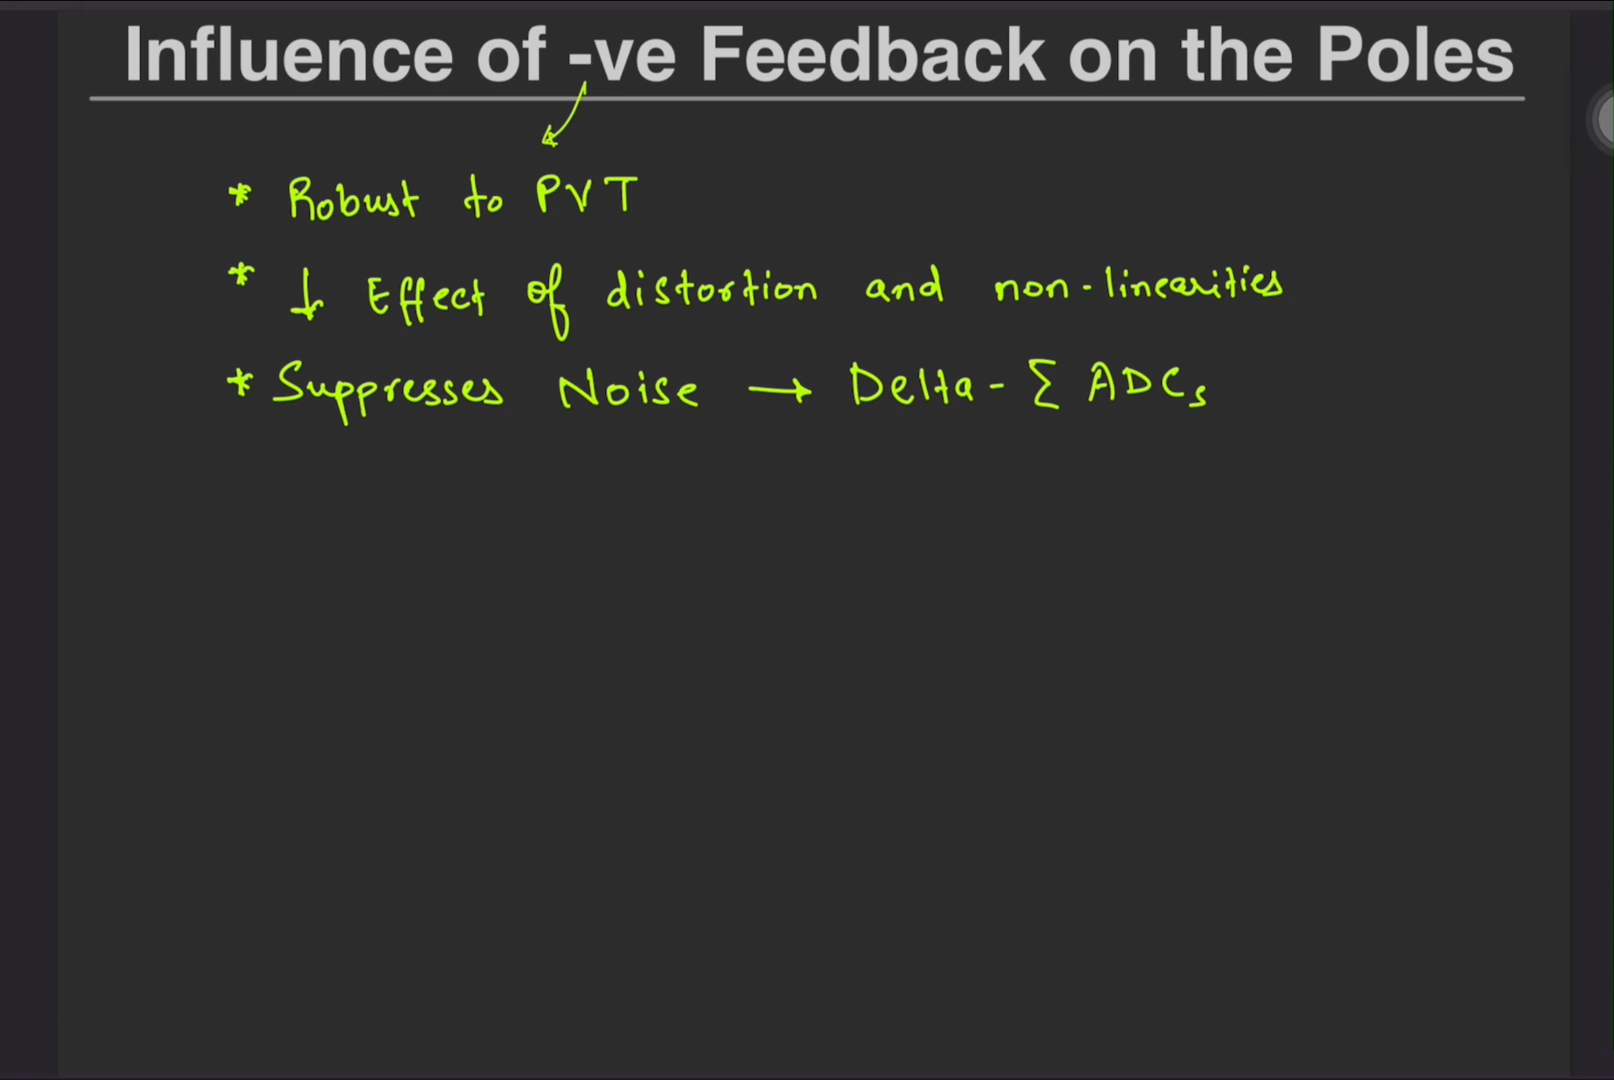 Influence of -ve Feedback on the Poles
* Robust to PVT
* ↓ Effect of distortion and non-linearities
* Suppresses Noise → Delta-Σ ADCs